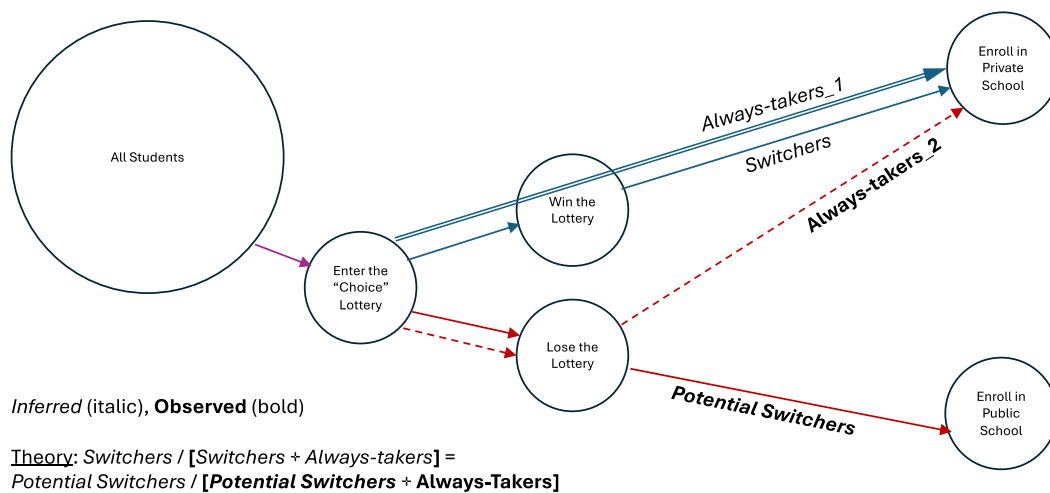 Enroll in
Private
School
Always-takers_1
Switchers
Always-takers_2
All Students
Win the
Lottery
Enter the
“Choice”
Lottery
Lose the
Lottery
Potential Switchers
Enroll in
Public
School
Inferred (italic), Observed (bold)
Theory: Switchers / [Switchers + Always-takers] =
Potential Switchers / [Potential Switchers + Always-Takers]